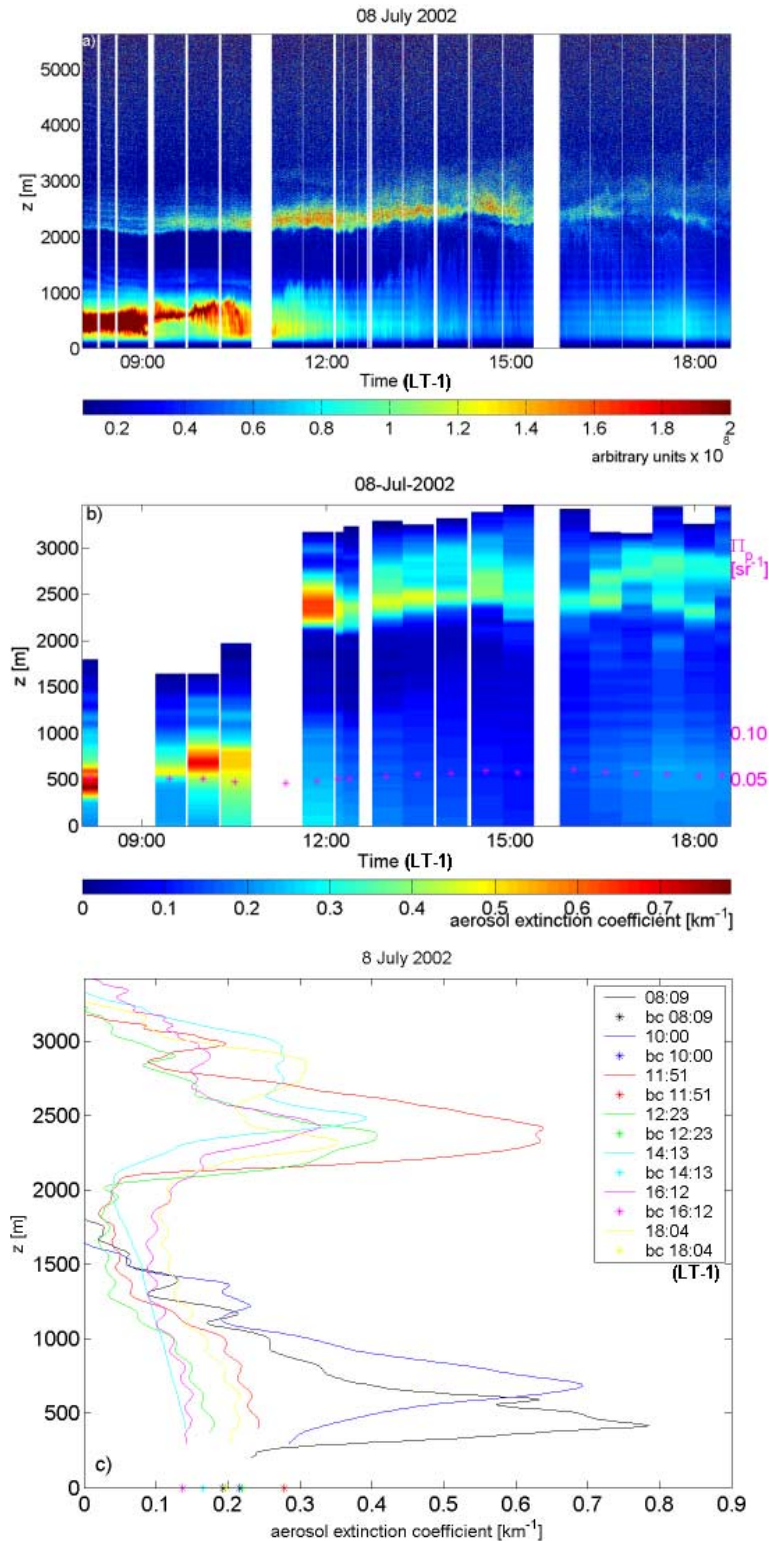 08 July 2002
a)
5000
4000
3000
2000
1000
0
z [m]
09:00 12:00 15:00 18:00
Time (LT-1)
0.2 0.4 0.6 0.8 1 1.2 1.4 1.6 1.8 2
arbitrary units x 10^8
08-Jul-2002
b)
3000
2500
2000
1500
1000
500
0
z [m]
Πp
[sr⁻¹]
0.10
0.05
09:00 12:00 15:00 18:00
Time (LT-1)
0 0.1 0.2 0.3 0.4 0.5 0.6 0.7
aerosol extinction coefficient [km⁻¹]
8 July 2002
3000
2500
2000
1500
1000
500
0
z [m]
08:09
bc 08:09
10:00
bc 10:00
11:51
bc 11:51
12:23
bc 12:23
14:13
bc 14:13
16:12
bc 16:12
18:04
bc 18:04
(LT-1)
c)
0 0.1 0.2 0.3 0.4 0.5 0.6 0.7 0.8 0.9
aerosol extinction coefficient [km⁻¹]